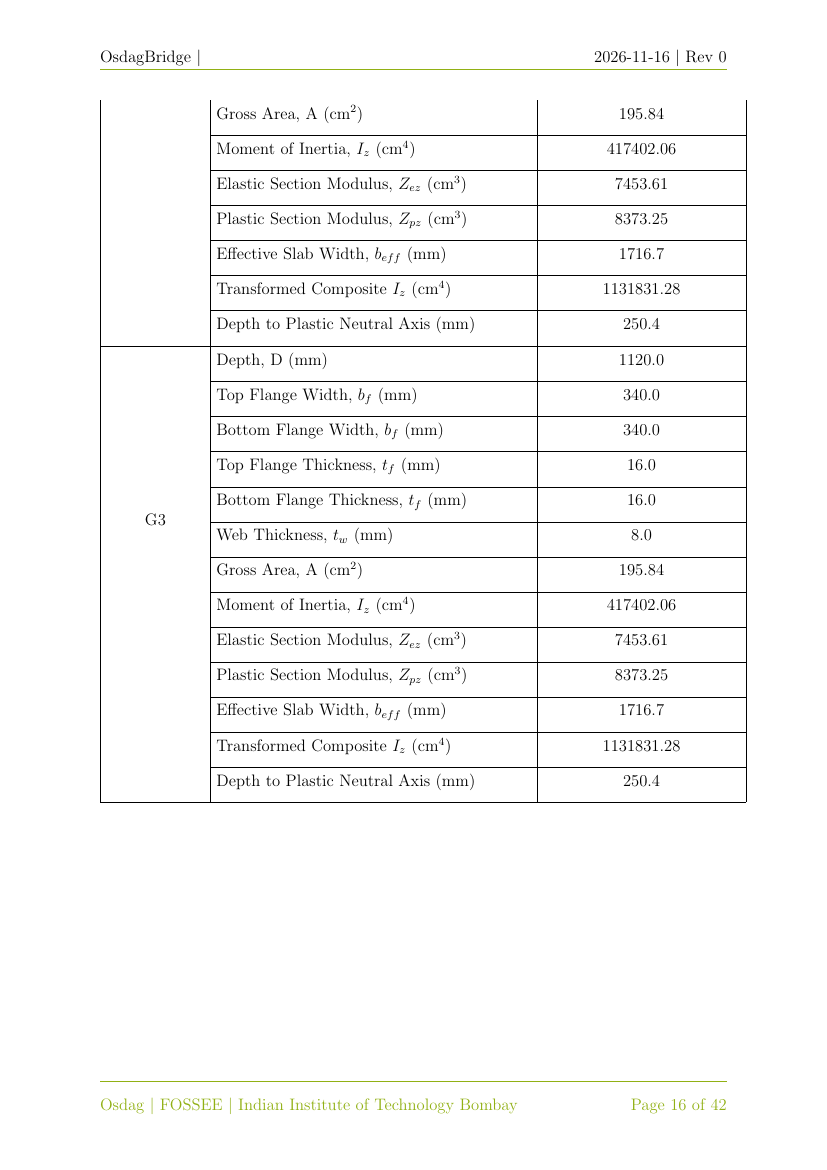 OsdagBridge | 2026-11-16 | Rev 0
Gross Area, A (cm²) 195.84
Moment of Inertia, I_z (cm⁴) 417402.06
Elastic Section Modulus, Z_ez (cm³) 7453.61
Plastic Section Modulus, Z_pz (cm³) 8373.25
Effective Slab Width, b_eff (mm) 1716.7
Transformed Composite I_z (cm⁴) 1131831.28
Depth to Plastic Neutral Axis (mm) 250.4
Depth, D (mm) 1120.0
Top Flange Width, b_f (mm) 340.0
Bottom Flange Width, b_f (mm) 340.0
Top Flange Thickness, t_f (mm) 16.0
Bottom Flange Thickness, t_f (mm) 16.0
G3
Web Thickness, t_w (mm) 8.0
Gross Area, A (cm²) 195.84
Moment of Inertia, I_z (cm⁴) 417402.06
Elastic Section Modulus, Z_ez (cm³) 7453.61
Plastic Section Modulus, Z_pz (cm³) 8373.25
Effective Slab Width, b_eff (mm) 1716.7
Transformed Composite I_z (cm⁴) 1131831.28
Depth to Plastic Neutral Axis (mm) 250.4
Osdag | FOSSEE | Indian Institute of Technology Bombay Page 16 of 42